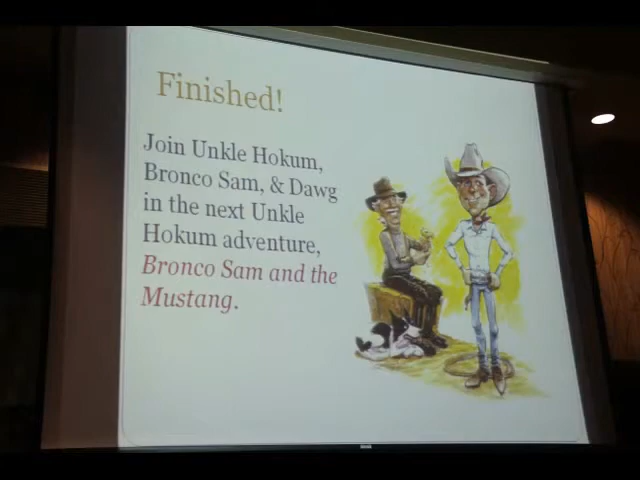 Finished!
Join Unkle Hokum,
Bronco Sam, & Dawg
in the next Unkle
Hokum adventure,
Bronco Sam and the
Mustang.